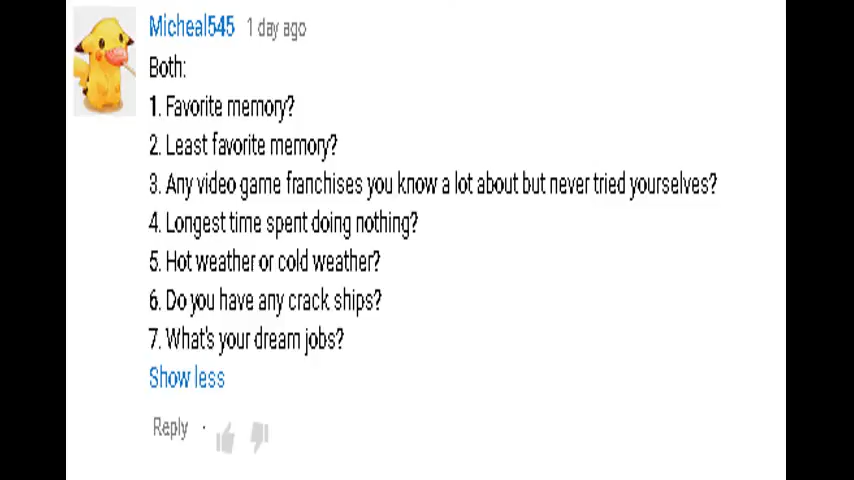 Micheal545 1 day ago
Both:
1. Favorite memory?
2. Least favorite memory?
3. Any video game franchises you know a lot about but never tried yourselves?
4. Longest time spent doing nothing?
5. Hot weather or cold weather?
6. Do you have any crack ships?
7. What's your dream jobs?
Show less
Reply ·